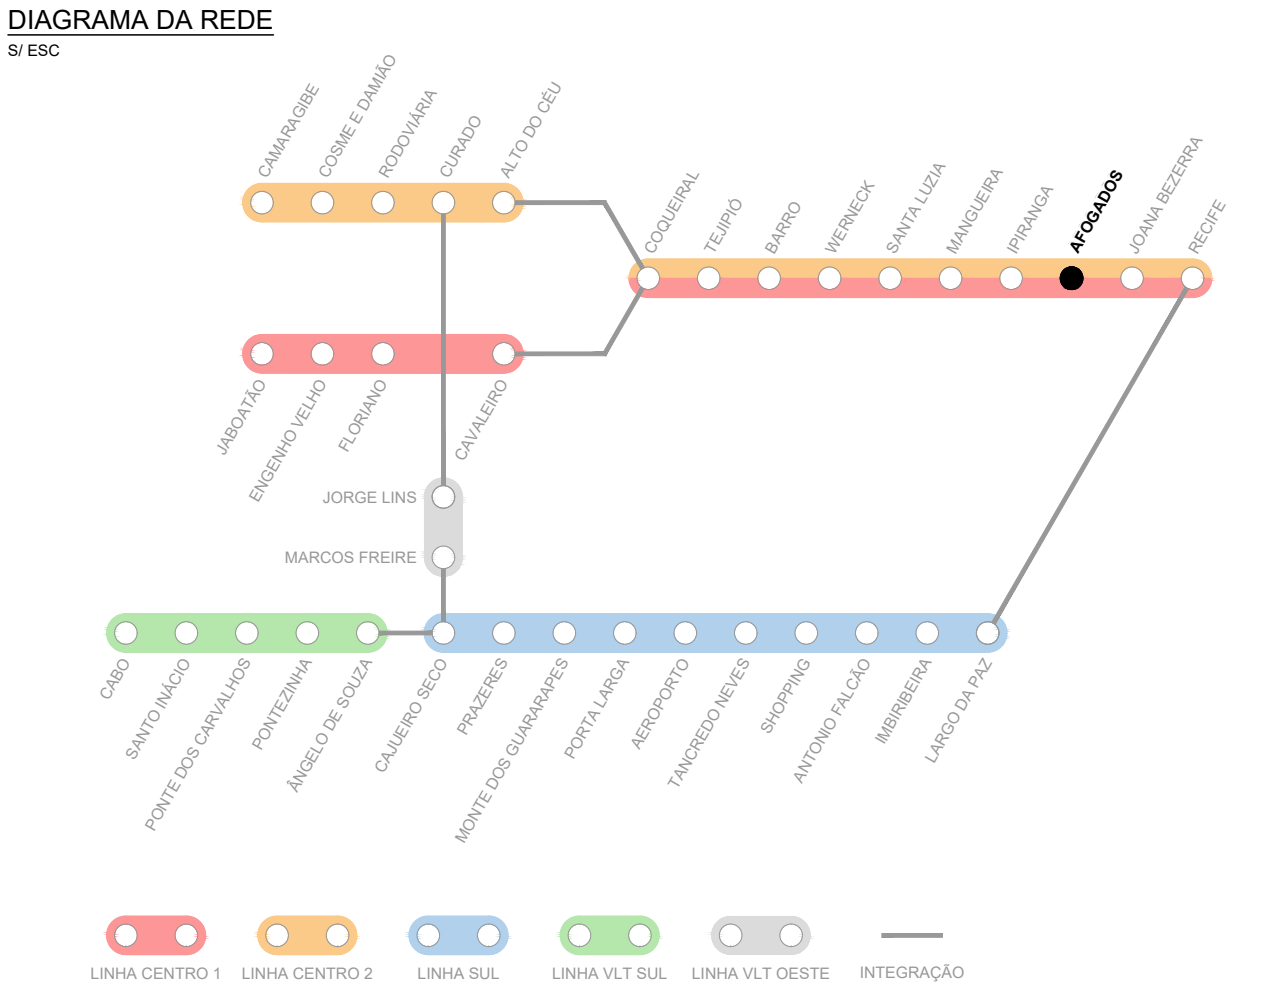 DIAGRAMA DA REDE
S/ ESC
CAMARAGIBE
COSME E DAMIÃO
RODOVIÁRIA
CURADO
ALTO DO CÉU
COQUEIRAL
TEJIPIÓ
BARRO
WERNECK
SANTA LUZIA
MANGUEIRA
IPIRANGA
AFOGADOS
JOANA BEZERRA
RECIFE
JABOATÃO
ENGENHO VELHO
FLORIANO
CAVALEIRO
JORGE LINS
MARCOS FREIRE
CABO
SANTO INÁCIO
PONTE DOS CARVALHOS
PONTEZINHA
ÂNGELO DE SOUZA
CAJUEIRO SECO
PRAZERES
MONTE DOS GUARARAPES
PORTA LARGA
AEROPORTO
TANCREDO NEVES
SHOPPING
ANTONIO FALCÃO
IMBIRIBEIRA
LARGO DA PAZ
LINHA CENTRO 1
LINHA CENTRO 2
LINHA SUL
LINHA VLT SUL
LINHA VLT OESTE
INTEGRAÇÃO